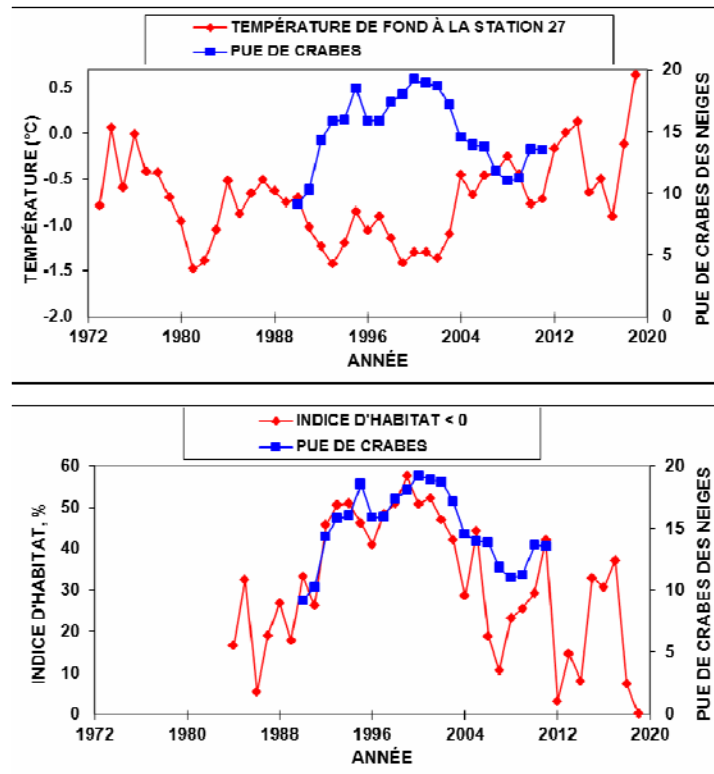 TEMPÉRATURE DE FOND À LA STATION 27
PUE DE CRABES
TEMPÉRATURE (°C)
0.5
0.0
-0.5
-1.0
-1.5
-2.0
20
15
10
5
0
PUE DE CRABES DES NEIGES
1972 1980 1988 1996 2004 2012 2020
ANNÉE
INDICE D'HABITAT < 0
PUE DE CRABES
INDICE D'HABITAT, %
60
50
40
30
20
10
0
20
15
10
5
0
PUE DE CRABES DES NEIGES
1972 1980 1988 1996 2004 2012 2020
ANNÉE